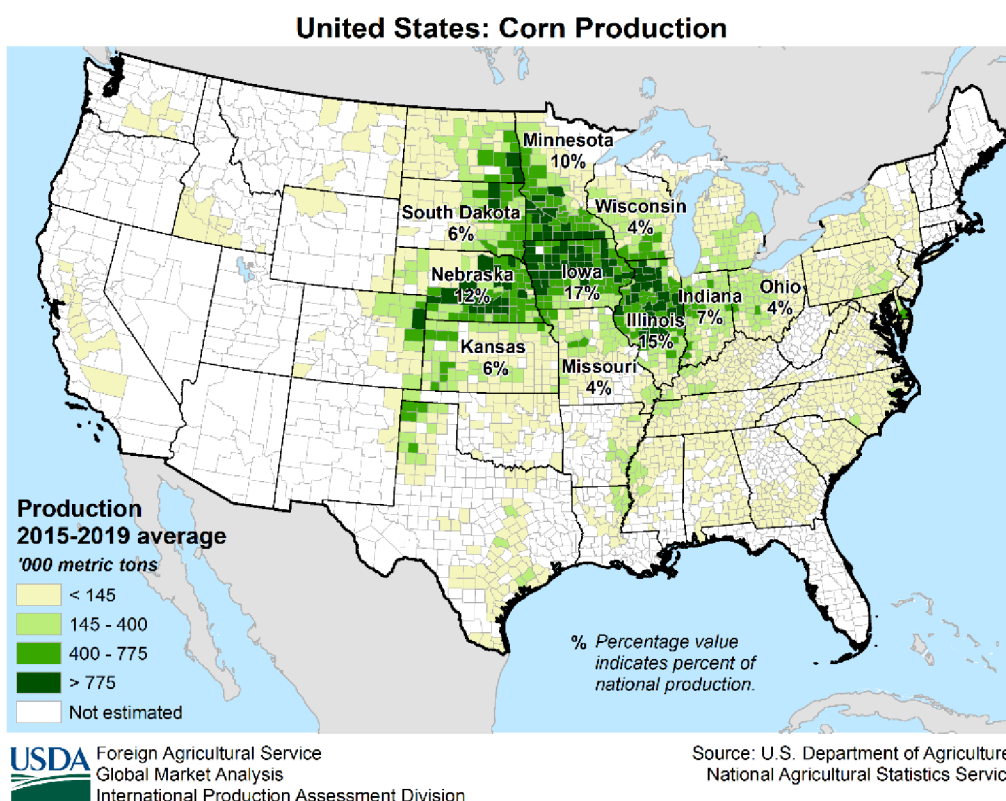 United States: Corn Production
Minnesota
10%
South Dakota
6%
Wisconsin
4%
Nebraska
12%
Iowa
17%
Illinois
15%
Indiana
7%
Ohio
4%
Kansas
6%
Missouri
4%
Production
2015-2019 average
'000 metric tons
< 145
145 - 400
400 - 775
> 775
Not estimated
% Percentage value
indicates percent of
national production.
USDA
Foreign Agricultural Service
Global Market Analysis
International Production Assessment Division
Source: U.S. Department of Agriculture
National Agricultural Statistics Servic